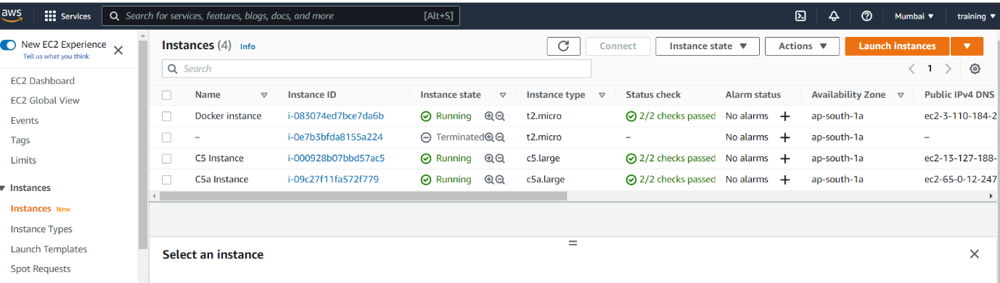 aws Services Search for services, features, blogs, docs, and more [Alt+S] Mumbai training
New EC2 Experience
Tell us what you think
EC2 Dashboard
EC2 Global View
Events
Tags
Limits
Instances
Instances New
Instance Types
Launch Templates
Spot Requests
Instances (4) Info Connect Instance state Actions Launch instances
Search 1
Name Instance ID Instance state Instance type Status check Alarm status Availability Zone Public IPv4 DNS
Docker instance i-083074ed7bce7da6b Running t2.micro 2/2 checks passed No alarms + ap-south-1a ec2-3-110-184-2
– i-0e7b3bfda8155a224 Terminated t2.micro – No alarms + ap-south-1a –
C5 Instance i-000928b07bbd57ac5 Running c5.large 2/2 checks passed No alarms + ap-south-1a ec2-13-127-188-
C5a Instance i-09c27f11fa572f779 Running c5a.large 2/2 checks passed No alarms + ap-south-1a ec2-65-0-12-247
Select an instance